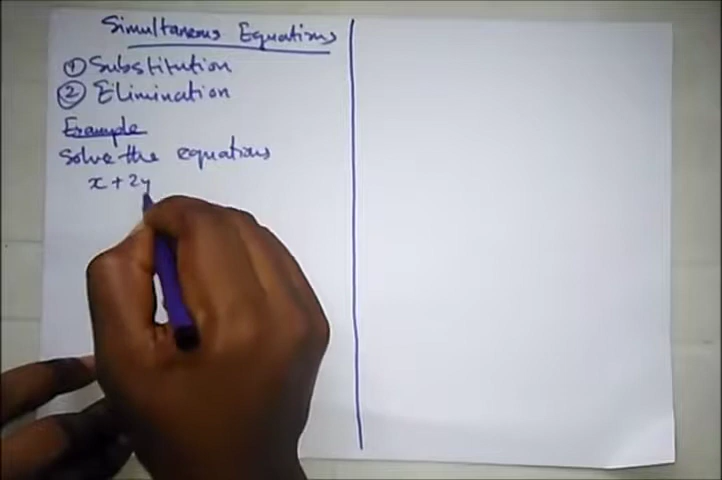 Simultaneous Equations
① Substitution
② Elimination
Example
Solve the equations
x + 2y